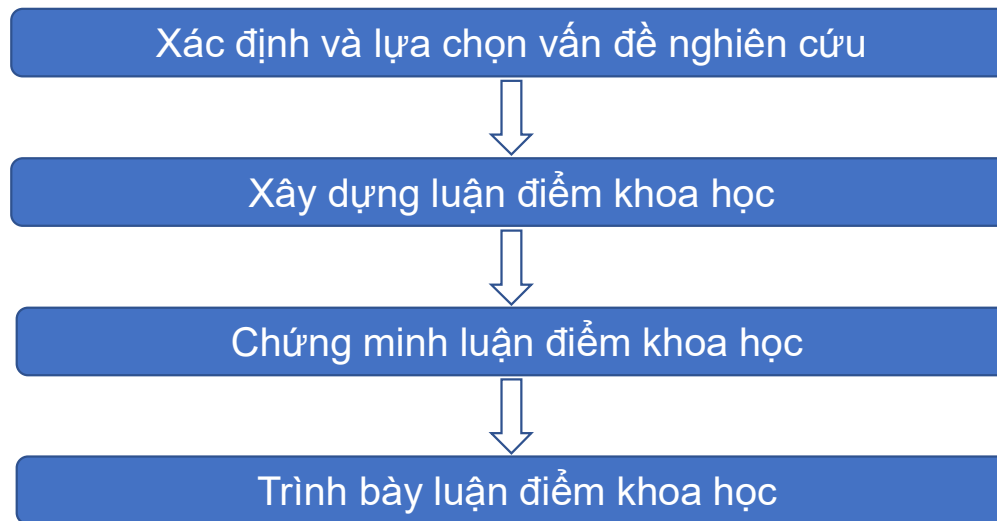 Xác định và lựa chọn vấn đề nghiên cứu
Xây dựng luận điểm khoa học
Chứng minh luận điểm khoa học
Trình bày luận điểm khoa học